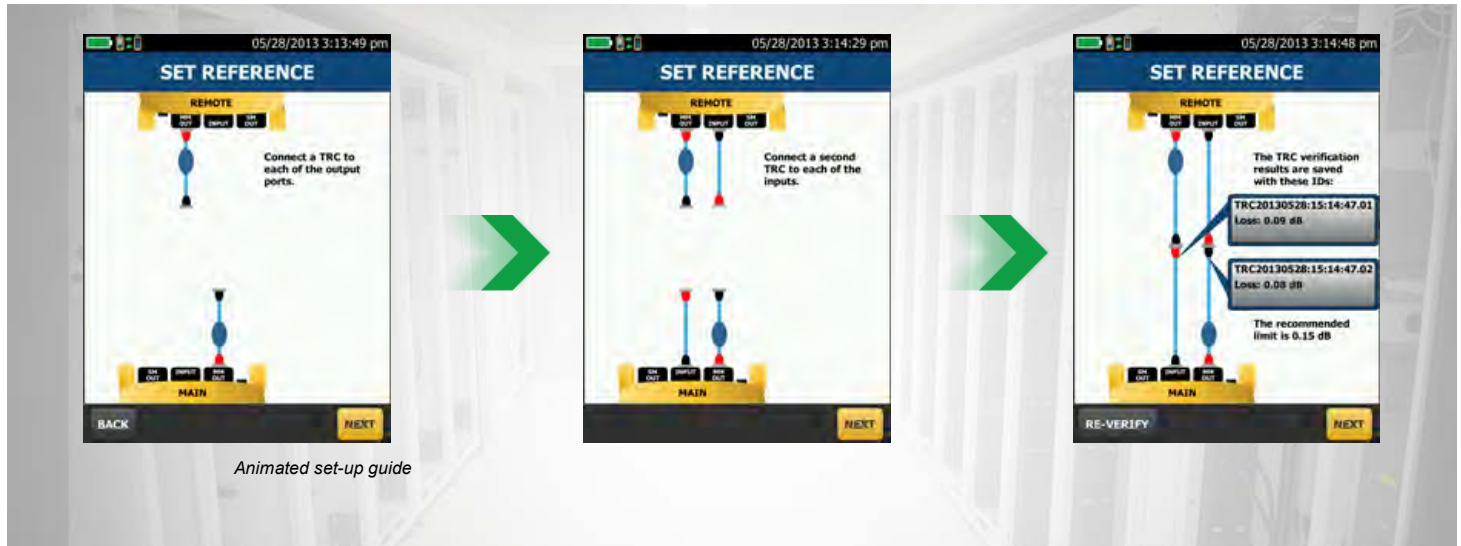 05/28/2013 3:13:49 pm
SET REFERENCE
REMOTE
MM OUT
INPUT
SM OUT
Connect a TRC to
each of the output
ports.
SM OUT
INPUT
MM OUT
MAIN
BACK
NEXT
05/28/2013 3:14:29 pm
SET REFERENCE
REMOTE
MM OUT
INPUT
SM OUT
Connect a second
TRC to each of the
inputs.
SM OUT
INPUT
MM OUT
MAIN
NEXT
05/28/2013 3:14:48 pm
SET REFERENCE
REMOTE
MM OUT
INPUT
SM OUT
The TRC verification
results are saved
with these IDs:
TRC20130528:15:14:47.01
Loss: 0.09 dB
TRC20130528:15:14:47.02
Loss: 0.08 dB
The recommended
limit is 0.15 dB
SM OUT
INPUT
MM OUT
MAIN
RE-VERIFY
NEXT
Animated set-up guide